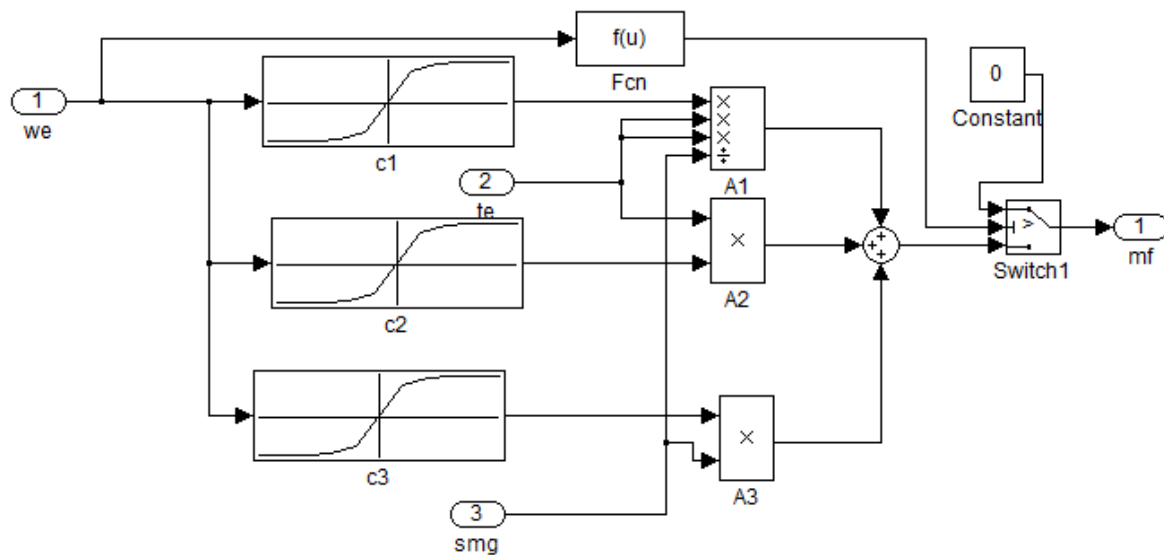 f(u)
Fcn
0
Constant
1
we
c1
×
×
×
÷
A1
2
te
c2
×
A2
+
+
+
>
Switch1
1
mf
c3
×
A3
3
smg